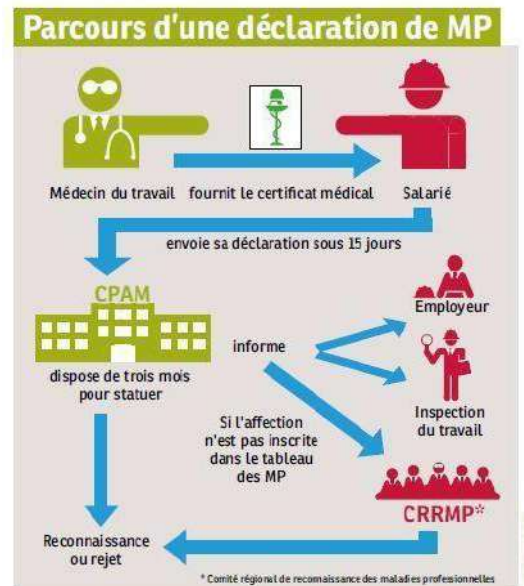 Parcours d'une déclaration de MP
Médecin du travail fournit le certificat médical Salarié
envoie sa déclaration sous 15 jours
CPAM
dispose de trois mois
pour statuer
informe
Employeur
Inspection
du travail
Si l'affection
n'est pas inscrite
dans le tableau
des MP
CRRMP*
Reconnaissance
ou rejet
* Comité régional de reconnaissance des maladies professionnelles